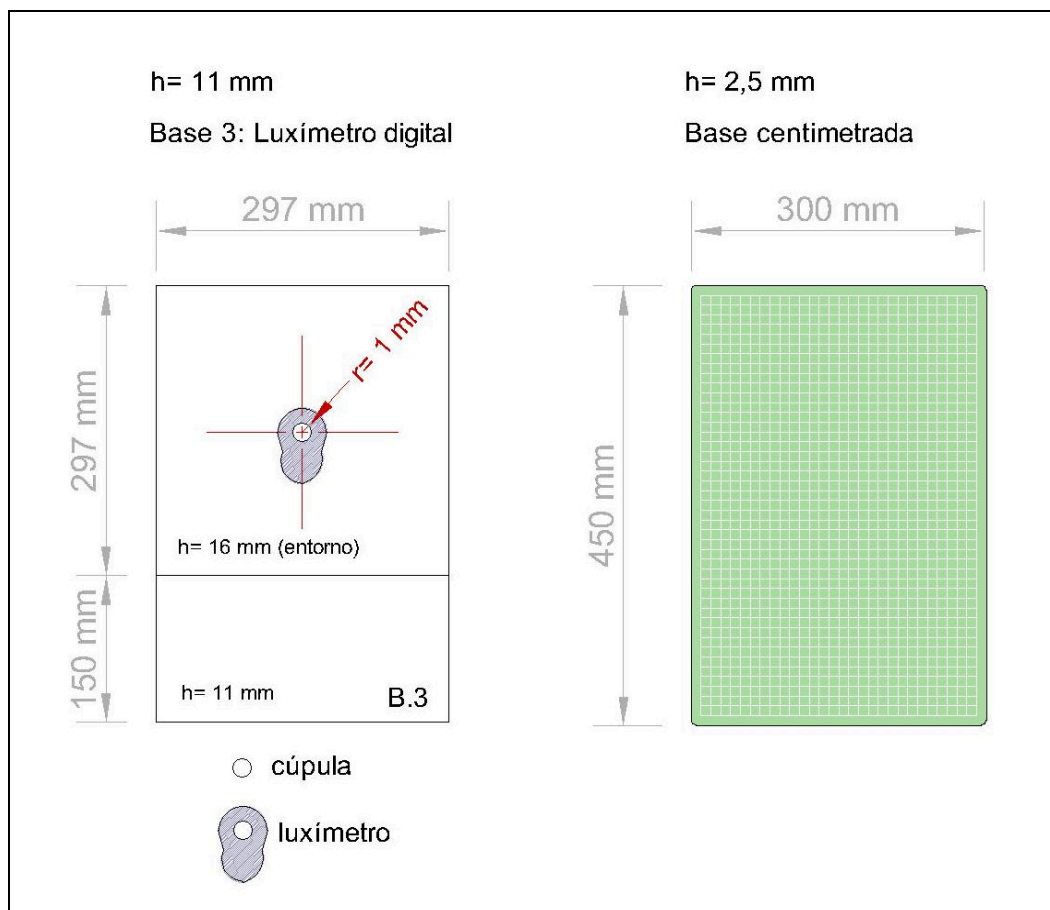 h= 11 mm
Base 3: Luxímetro digital
297 mm
297 mm
r= 1 mm
h= 16 mm (entorno)
150 mm
h= 11 mm
B.3
cúpula
luxímetro
h= 2,5 mm
Base centimetrada
300 mm
450 mm